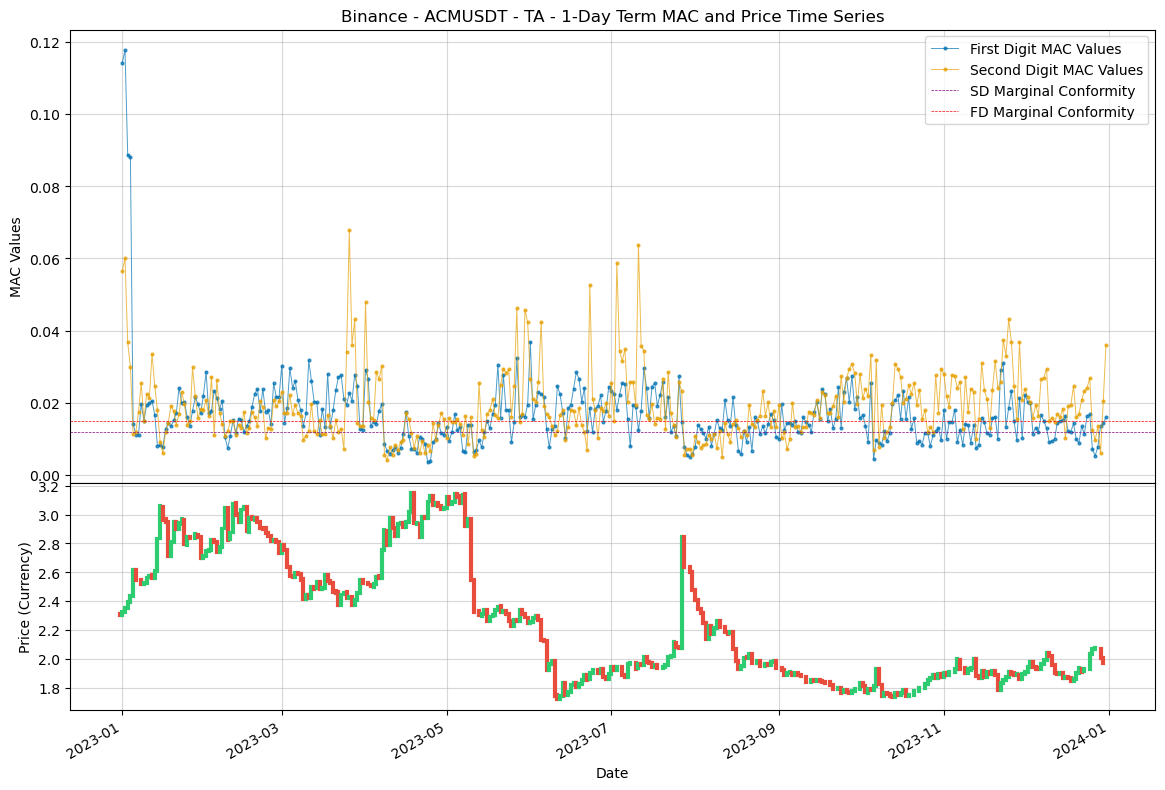 Binance - ACMUSDT - TA - 1-Day Term MAC and Price Time Series
First Digit MAC Values
Second Digit MAC Values
SD Marginal Conformity
FD Marginal Conformity
MAC Values
0.12
0.10
0.08
0.06
0.04
0.02
0.00
Price (Currency)
3.2
3.0
2.8
2.6
2.4
2.2
2.0
1.8
2023-01
2023-03
2023-05
2023-07
2023-09
2023-11
2024-01
Date